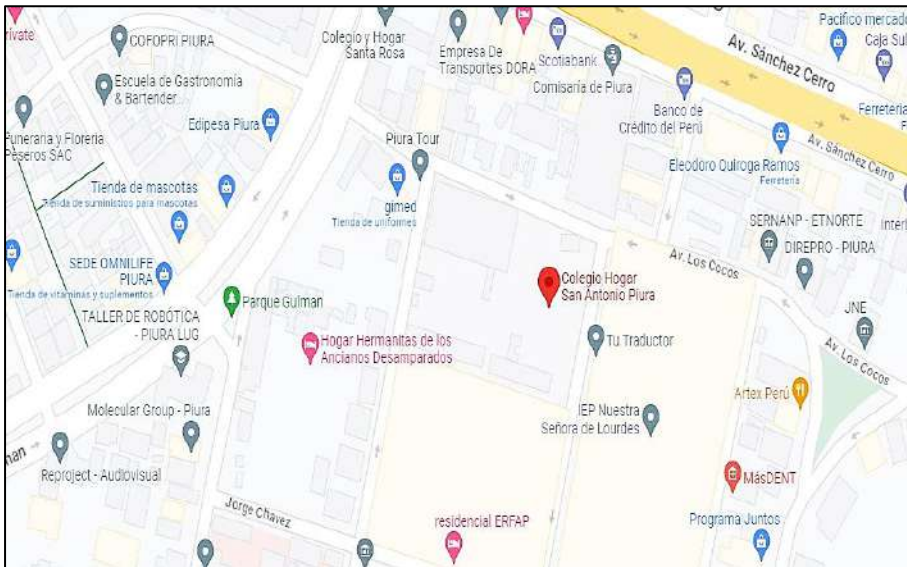 rivate
COFOPRI PIURA
Escuela de Gastronomía
& Bartender...
Funeraria y Florería
Peseros SAC
Edipesa Piura
Tienda de mascotas
Tienda de suministros para mascotas
SEDE OMNILIFE
PIURA
Tienda de vitaminas y suplementos
TALLER DE ROBÓTICA
- PIURA LUG
Molecular Group - Piura
Reproject - Audiovisual
man
Colegio y Hogar
Santa Rosa
Empresa De
Transportes DORA
Scotiabank
Comisaría de Piura
Av. Sánchez Cerro
Pacifico mercado
Caja Sul
Banco de
Crédito del Perú
Ferreteria
F
Av. Sánchez Cerro
Piura Tour
gimed
Tienda de uniformes
Eleodoro Quiroga Ramos
Ferretería
SERNANP - ETNORTE
Interb
DIREPRO - PIURA
Av. Los Cocos
Colegio Hogar
San Antonio Piura
JNE
Parque Gulman
Hogar Hermanitas de los
Ancianos Desamparados
Tu Traductor
Av. Los Cocos
Artex Perú
IEP Nuestra
Señora de Lourdes
MásDENT
Jorge Chavez
residencial ERFAP
Programa Juntos